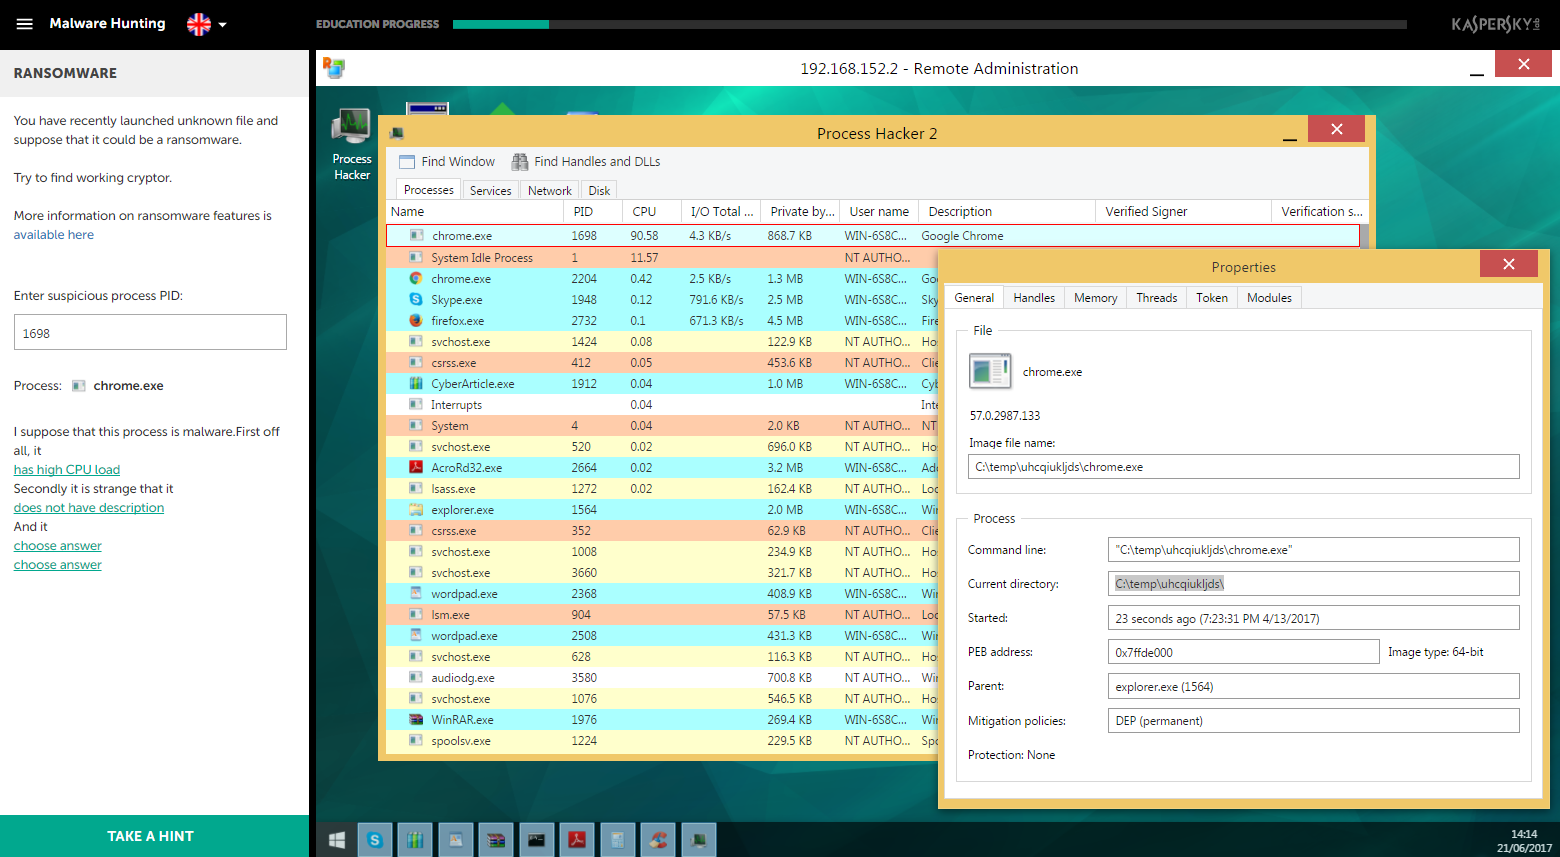 Malware Hunting
EDUCATION PROGRESS
KASPERSKY lab
RANSOMWARE
You have recently launched unknown file and
suppose that it could be a ransomware.
Try to find working cryptor.
More information on ransomware features is
available here
Enter suspicious process PID:
1698
Process: chrome.exe
I suppose that this process is malware.First off
all, it
has high CPU load
Secondly it is strange that it
does not have description
And it
choose answer
choose answer
TAKE A HINT
192.168.152.2 - Remote Administration
Process
Hacker
Process Hacker 2
Find Window Find Handles and DLLs
Processes Services Network Disk
Name PID CPU I/O Total ... Private by... User name Description Verified Signer Verification s...
chrome.exe 1698 90.58 4.3 KB/s 868.7 KB WIN-6S8C... Google Chrome
System Idle Process 1 11.57 NT AUTHO...
chrome.exe 2204 0.42 2.5 KB/s 1.3 MB WIN-6S8C... Goo
Skype.exe 1948 0.12 791.6 KB/s 2.5 MB WIN-6S8C... Sky
firefox.exe 2732 0.1 671.3 KB/s 4.5 MB WIN-6S8C... Fire
svchost.exe 1424 0.08 122.9 KB NT AUTHO... Hos
csrss.exe 412 0.05 453.6 KB NT AUTHO... Clie
CyberArticle.exe 1912 0.04 1.0 MB WIN-6S8C... Cyb
Interrupts 0.04 Inte
System 4 0.04 2.0 KB NT AUTHO... NT
svchost.exe 520 0.02 696.0 KB NT AUTHO... Hos
AcroRd32.exe 2664 0.02 3.2 MB WIN-6S8C... Ado
lsass.exe 1272 0.02 162.4 KB NT AUTHO... Loc
explorer.exe 1564 2.0 MB WIN-6S8C... Win
csrss.exe 352 62.9 KB NT AUTHO... Clie
svchost.exe 1008 234.9 KB NT AUTHO... Hos
svchost.exe 3660 321.7 KB NT AUTHO... Hos
wordpad.exe 2368 408.9 KB WIN-6S8C... Win
lsm.exe 904 57.5 KB NT AUTHO... Loc
wordpad.exe 2508 431.3 KB WIN-6S8C... Win
svchost.exe 628 116.3 KB NT AUTHO... Hos
audiodg.exe 3580 700.8 KB NT AUTHO... Win
svchost.exe 1076 546.5 KB NT AUTHO... Hos
WinRAR.exe 1976 269.4 KB WIN-6S8C... Win
spoolsv.exe 1224 229.5 KB NT AUTHO... Spo
Properties
General Handles Memory Threads Token Modules
File
chrome.exe
57.0.2987.133
Image file name:
C:\temp\uhcqiukljds\chrome.exe
Process
Command line: "C:\temp\uhcqiukljds\chrome.exe"
Current directory: C:\temp\uhcqiukljds\
Started: 23 seconds ago (7:23:31 PM 4/13/2017)
PEB address: 0x7ffde000 Image type: 64-bit
Parent: explorer.exe (1564)
Mitigation policies: DEP (permanent)
Protection: None
14:14
21/06/2017